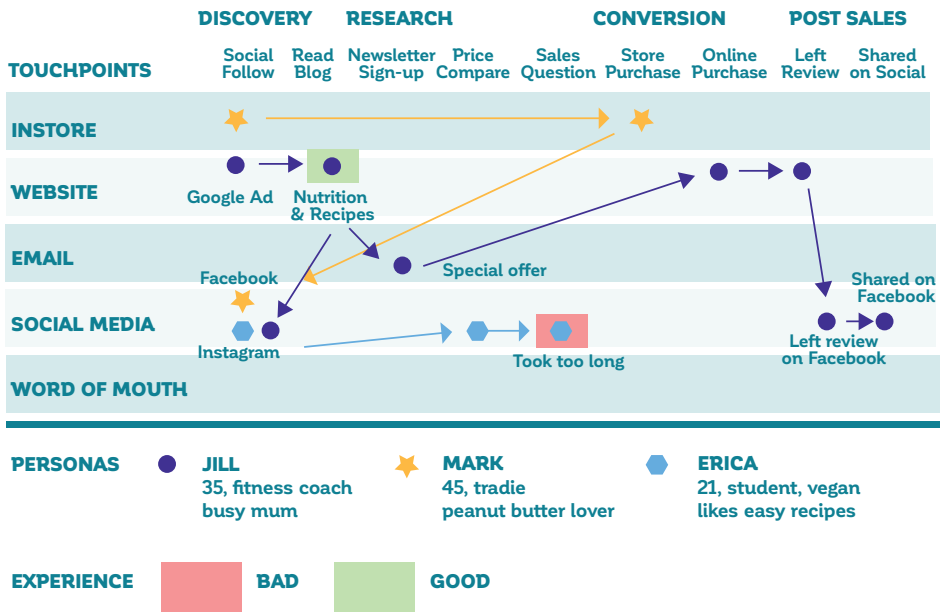 DISCOVERY RESEARCH CONVERSION POST SALES
TOUCHPOINTS
Social Follow
Read Blog
Newsletter Sign-up
Price Compare
Sales Question
Store Purchase
Online Purchase
Left Review
Shared on Social
INSTORE
WEBSITE
Google Ad
Nutrition
& Recipes
EMAIL
Special offer
Facebook
Shared on
Facebook
SOCIAL MEDIA
Instagram
Took too long
Left review
on Facebook
WORD OF MOUTH
PERSONAS
JILL
35, fitness coach
busy mum
MARK
45, tradie
peanut butter lover
ERICA
21, student, vegan
likes easy recipes
EXPERIENCE
BAD
GOOD